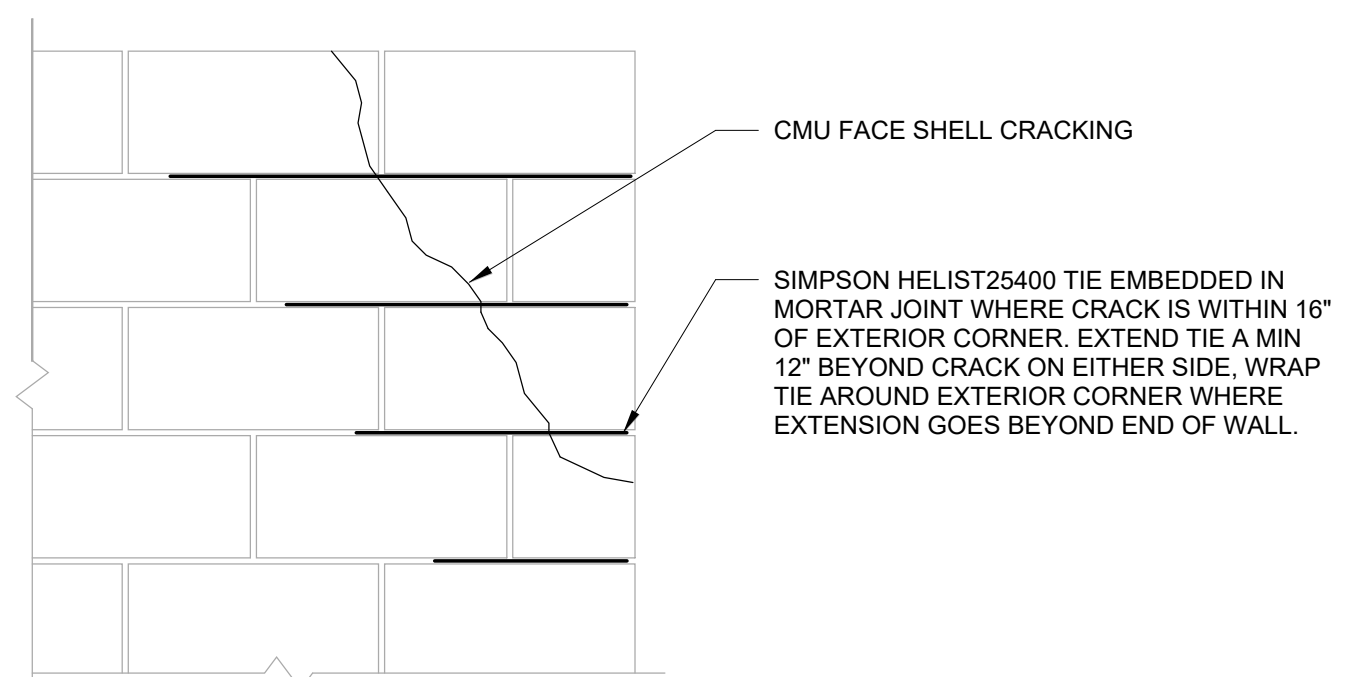 CMU FACE SHELL CRACKING
SIMPSON HELIST25400 TIE EMBEDDED IN
MORTAR JOINT WHERE CRACK IS WITHIN 16"
OF EXTERIOR CORNER. EXTEND TIE A MIN
12" BEYOND CRACK ON EITHER SIDE, WRAP
TIE AROUND EXTERIOR CORNER WHERE
EXTENSION GOES BEYOND END OF WALL.